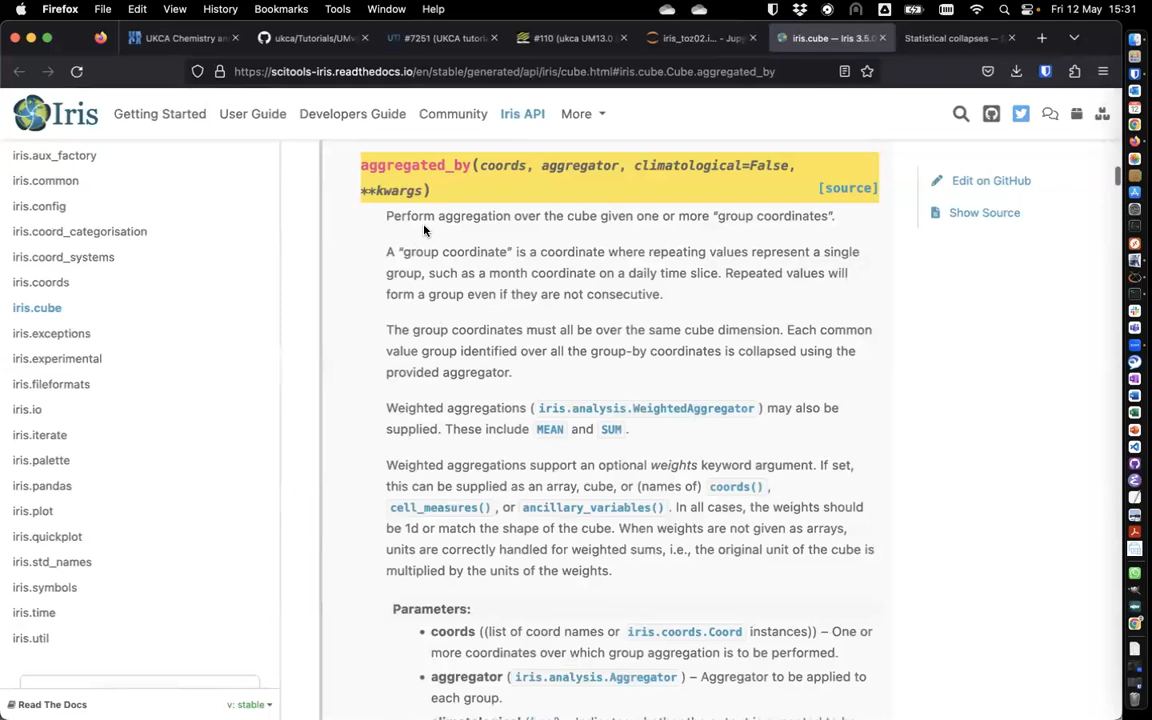 Firefox File Edit View History Bookmarks Tools Window Help
Fri 12 May 15:31
UKCA Chemistry an
ukca/Tutorials/UMv
#7251 (UKCA tutori
#110 (ukca UM13.0
iris_toz02.i... - Jup
iris.cube — Iris 3.5.0
Statistical collapses —
https://scitools-iris.readthedocs.io/en/stable/generated/api/iris/cube.html#iris.cube.Cube.aggregated_by
Iris
Getting Started User Guide Developers Guide Community Iris API More
iris.aux_factory
iris.common
iris.config
iris.coord_categorisation
iris.coord_systems
iris.coords
iris.cube
iris.exceptions
iris.experimental
iris.fileformats
iris.io
iris.iterate
iris.palette
iris.pandas
iris.plot
iris.quickplot
iris.std_names
iris.symbols
iris.time
iris.util
Read The Docs
v: stable
aggregated_by(coords, aggregator, climatological=False,
**kwargs)
[source]
Perform aggregation over the cube given one or more “group coordinates”.
A “group coordinate” is a coordinate where repeating values represent a single
group, such as a month coordinate on a daily time slice. Repeated values will
form a group even if they are not consecutive.
The group coordinates must all be over the same cube dimension. Each common
value group identified over all the group-by coordinates is collapsed using the
provided aggregator.
Weighted aggregations ( iris.analysis.WeightedAggregator ) may also be
supplied. These include MEAN and SUM .
Weighted aggregations support an optional weights keyword argument. If set,
this can be supplied as an array, cube, or (names of) coords() ,
cell_measures() , or ancillary_variables() . In all cases, the weights should
be 1d or match the shape of the cube. When weights are not given as arrays,
units are correctly handled for weighted sums, i.e., the original unit of the cube is
multiplied by the units of the weights.
Parameters:
• coords ((list of coord names or iris.coords.Coord instances)) – One or
more coordinates over which group aggregation is to be performed.
• aggregator ( iris.analysis.Aggregator ) – Aggregator to be applied to
each group.
Edit on GitHub
Show Source